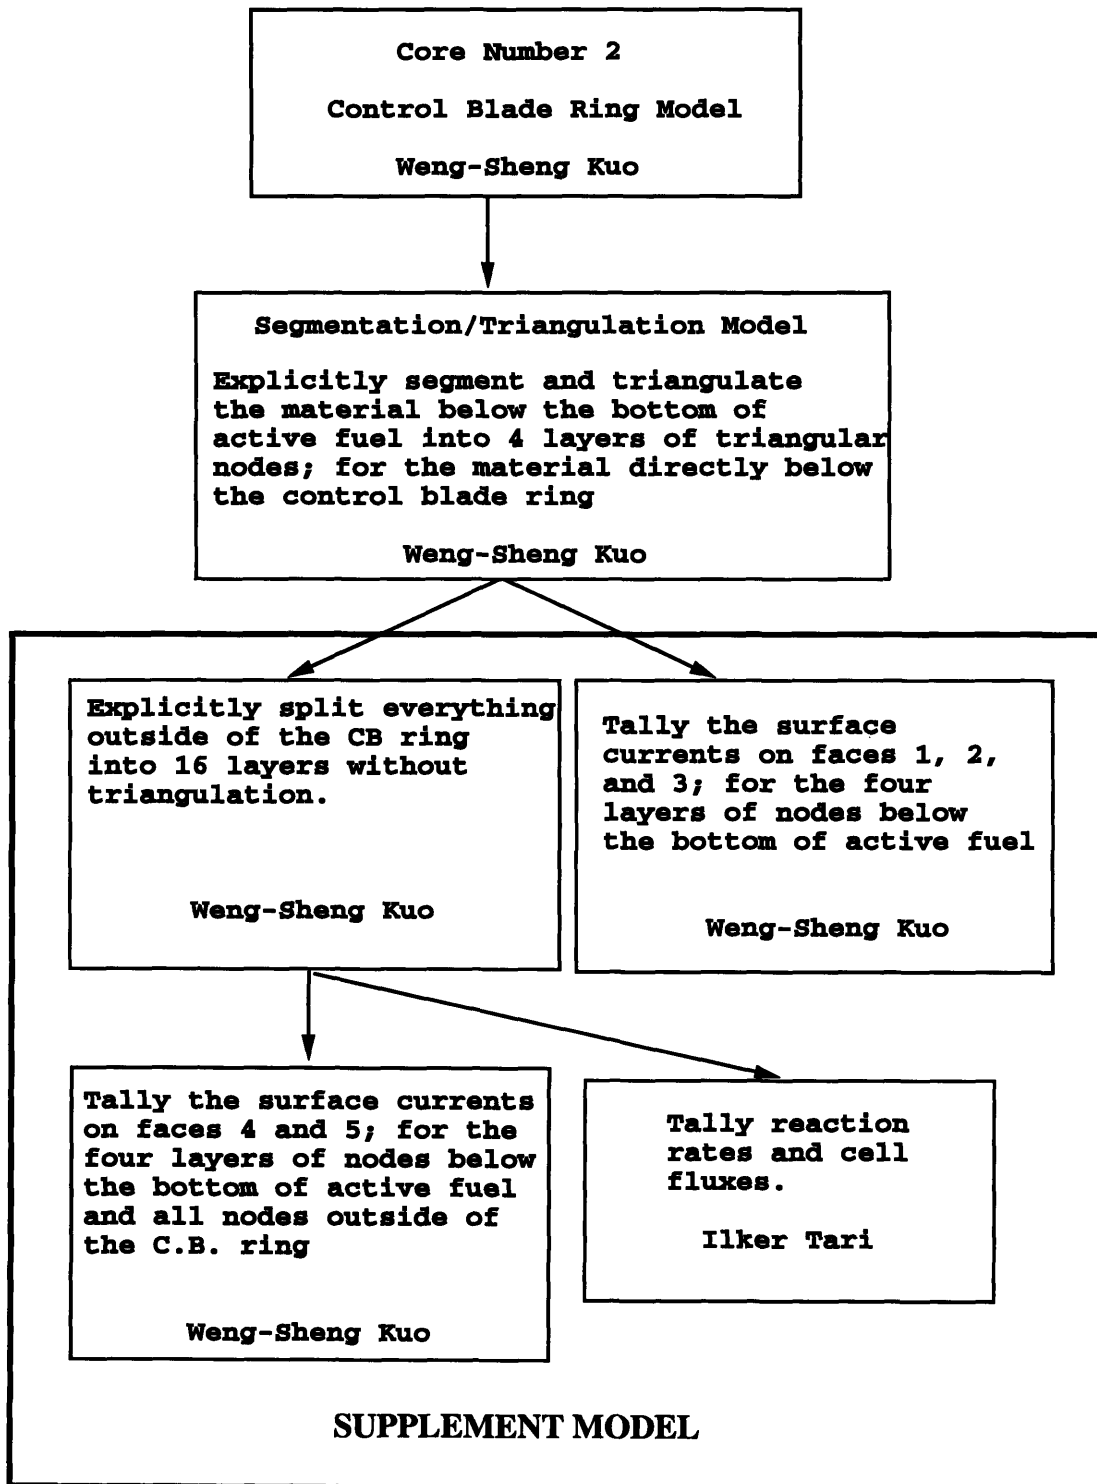 Core Number 2
Control Blade Ring Model
Weng-Sheng Kuo
Segmentation/Triangulation Model
Explicitly segment and triangulate
the material below the bottom of
active fuel into 4 layers of triangular
nodes; for the material directly below
the control blade ring
Weng-Sheng Kuo
Explicitly split everything
outside of the CB ring
into 16 layers without
triangulation.
Weng-Sheng Kuo
Tally the surface
currents on faces 1, 2,
and 3; for the four
layers of nodes below
the bottom of active fuel
Weng-Sheng Kuo
Tally the surface currents
on faces 4 and 5; for the
four layers of nodes below
the bottom of active fuel
and all nodes outside of
the C.B. ring
Weng-Sheng Kuo
Tally reaction
rates and cell
fluxes.
Ilker Tari
SUPPLEMENT MODEL